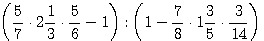 (5/7 · 2 1/3 · 5/6 − 1) : (1 − 7/8 · 1 3/5 · 3/14)